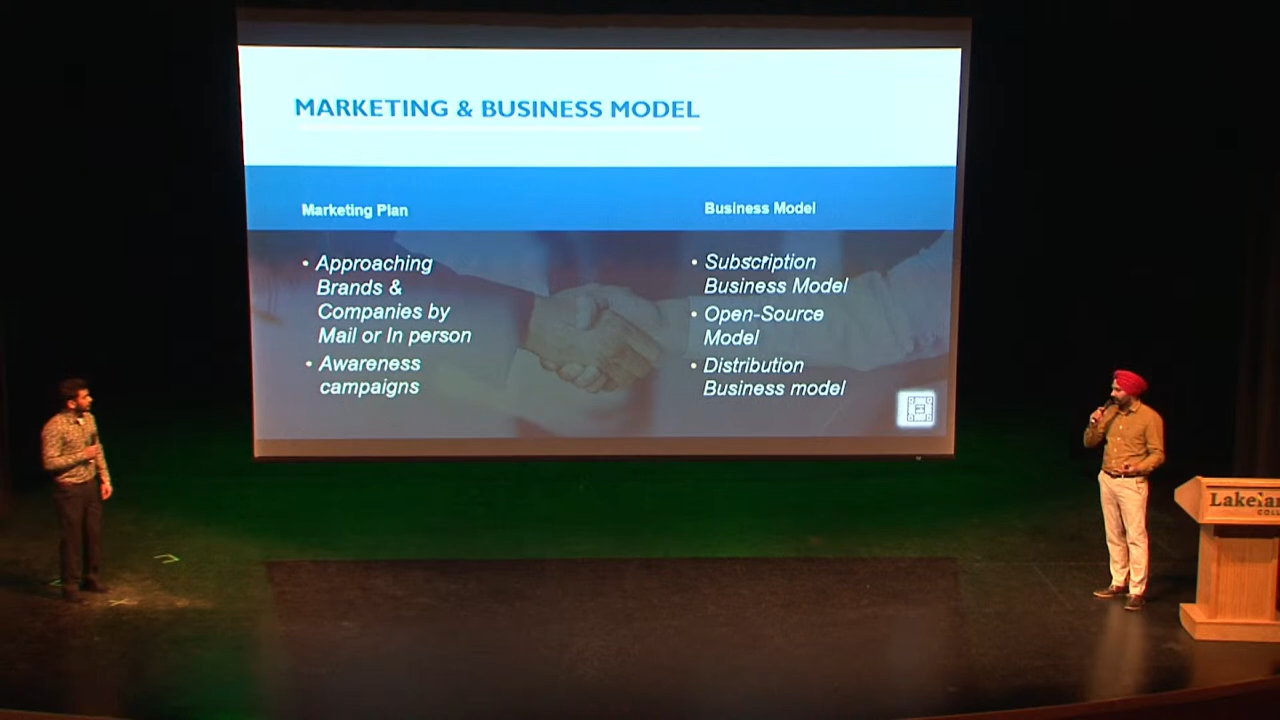 MARKETING & BUSINESS MODEL
Marketing Plan
• Approaching
Brands &
Companies by
Mail or In person
• Awareness
campaigns
Business Model
• Subscription
Business Model
• Open-Source
Model
• Distribution
Business model